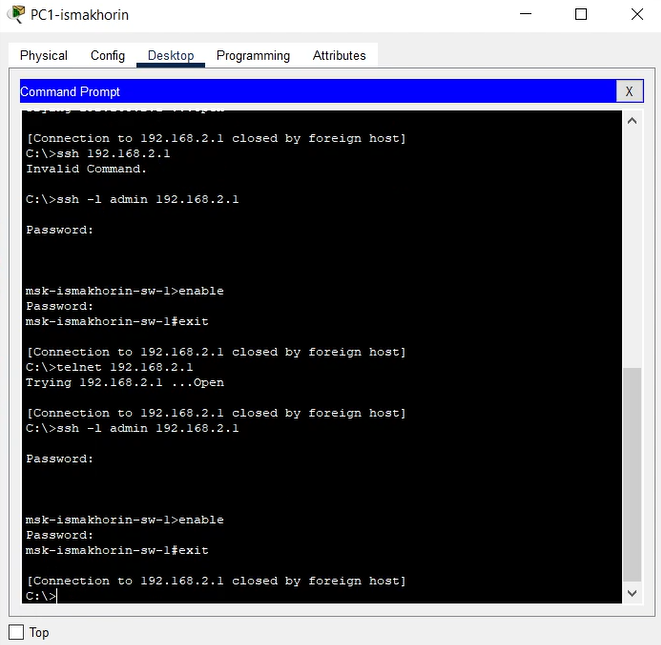 PC1-ismakhorin
Physical Config Desktop Programming Attributes
Command Prompt X
[Connection to 192.168.2.1 closed by foreign host]
C:\>ssh 192.168.2.1
Invalid Command.
C:\>ssh -l admin 192.168.2.1
Password:
msk-ismakhorin-sw-1>enable
Password:
msk-ismakhorin-sw-1#exit
[Connection to 192.168.2.1 closed by foreign host]
C:\>telnet 192.168.2.1
Trying 192.168.2.1 ...Open
[Connection to 192.168.2.1 closed by foreign host]
C:\>ssh -l admin 192.168.2.1
Password:
msk-ismakhorin-sw-1>enable
Password:
msk-ismakhorin-sw-1#exit
[Connection to 192.168.2.1 closed by foreign host]
C:\>
Top